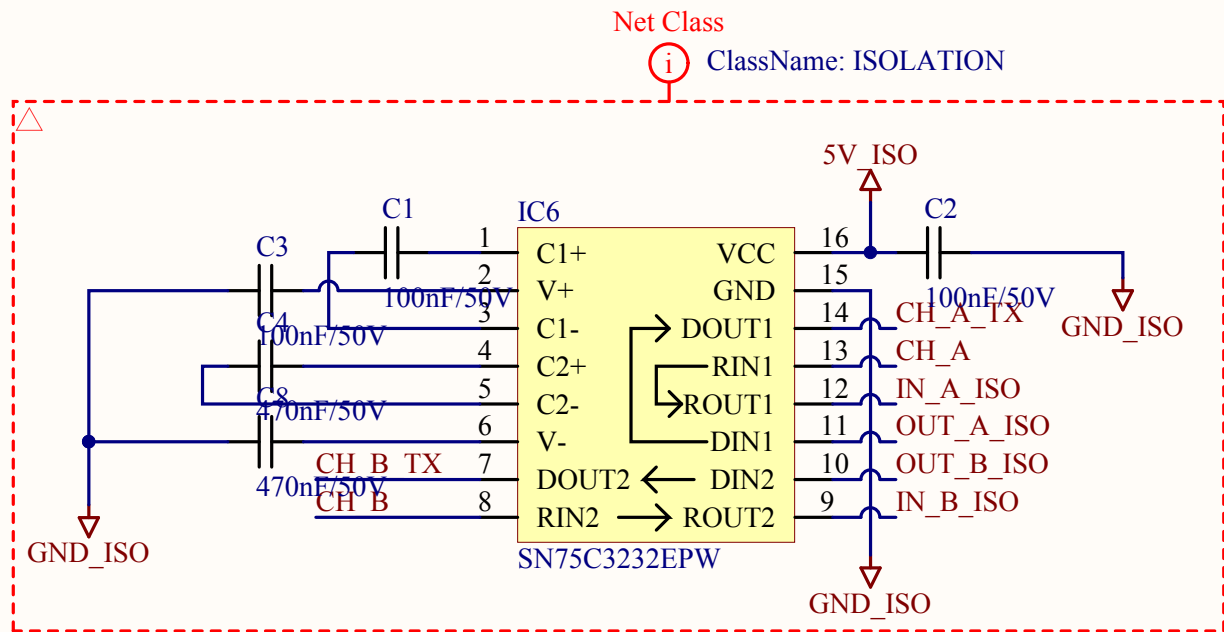 Net Class
i ClassName: ISOLATION
5V_ISO
C1
IC6
C2
C3
1 C1+ VCC 16
2 V+ GND 15
100nF/50V
100nF/50V
3 C1- DOUT1 14 CH_A_TX
GND_ISO
C4
100nF/50V
4 C2+ RIN1 13 CH_A
5 C2- ROUT1 12 IN_A_ISO
C8
470nF/50V
6 V- DIN1 11 OUT_A_ISO
CH_B_TX 7 DOUT2 DIN2 10 OUT_B_ISO
470nF/50V
CH_B 8 RIN2 ROUT2 9 IN_B_ISO
GND_ISO
SN75C3232EPW
GND_ISO